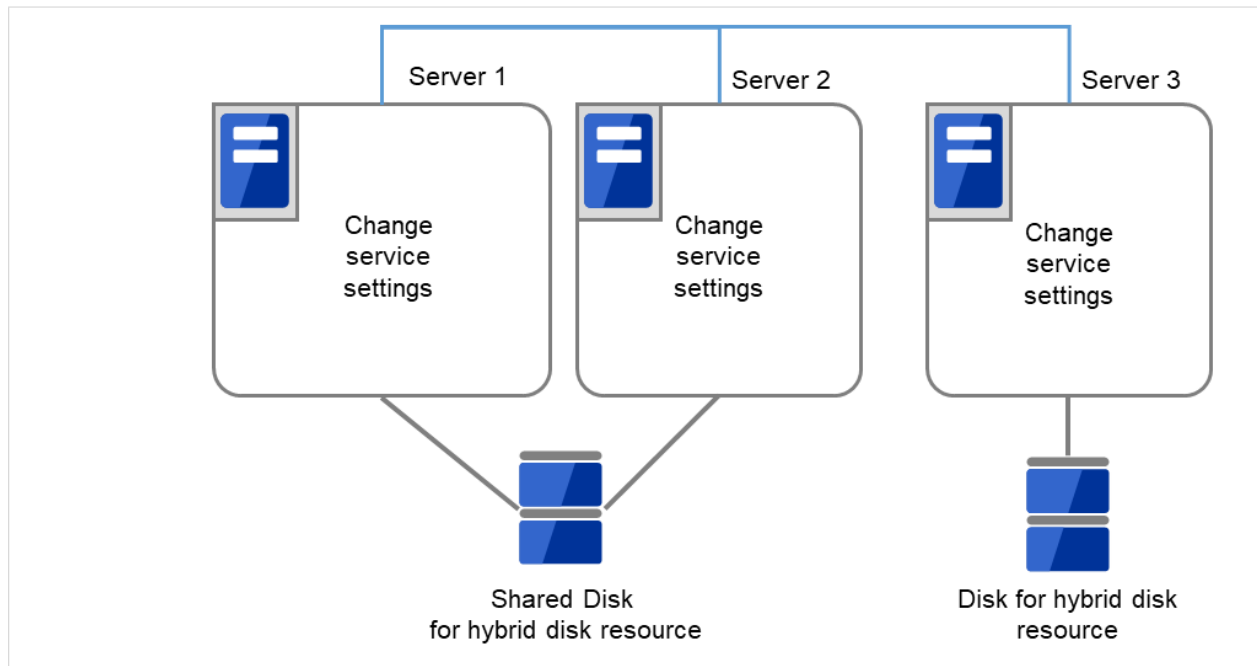 Server 1
Server 2
Server 3
Change
service
settings
Change
service
settings
Change
service
settings
Shared Disk
for hybrid disk resource
Disk for hybrid disk
resource